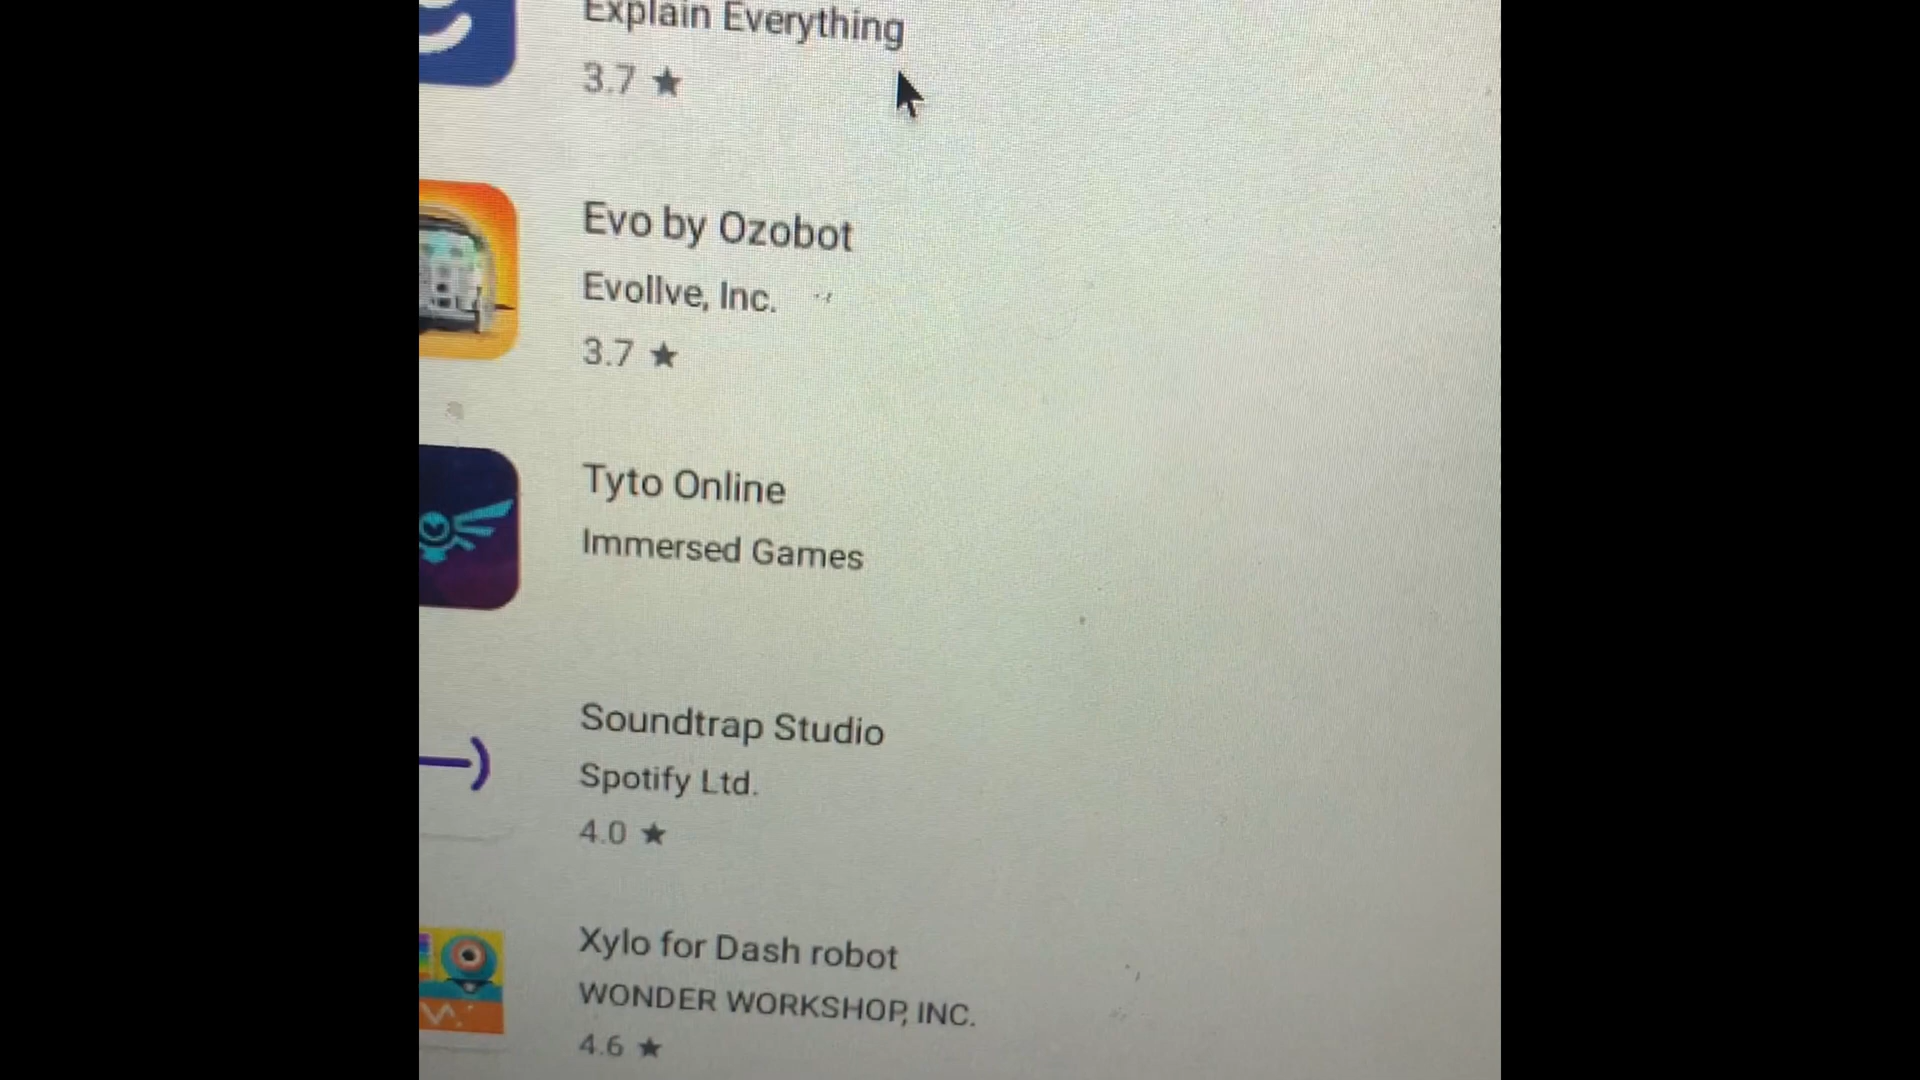 Explain Everything
3.7 ★
Evo by Ozobot
Evollve, Inc.
3.7 ★
Tyto Online
Immersed Games
Soundtrap Studio
Spotify Ltd.
4.0 ★
Xylo for Dash robot
WONDER WORKSHOP, INC.
4.6 ★